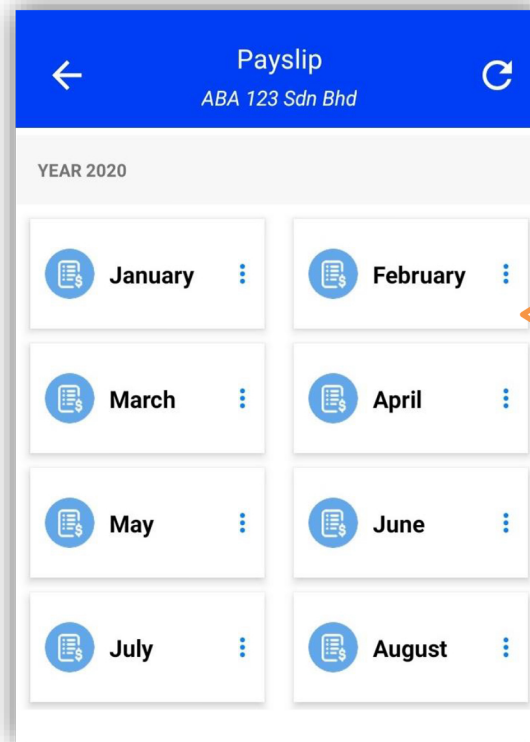 Payslip
ABA 123 Sdn Bhd
YEAR 2020
January
February
March
April
May
June
July
August